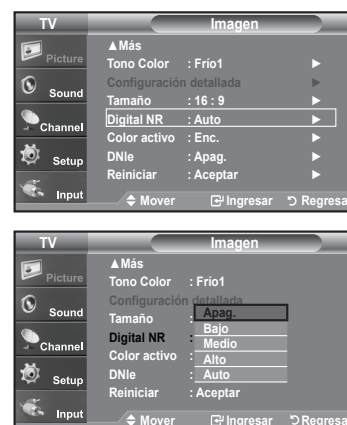 TV
Imagen
▲Más
Picture
Tono Color : Frío1 ►
Configuración detallada ►
Sound
Tamaño : 16 : 9 ►
Digital NR : Auto ►
Channel
Color activo : Enc. ►
Setup
DNIe : Apag. ►
Reiniciar : Aceptar ►
Input
Mover Ingresar Regresa
TV
Imagen
▲Más
Picture
Tono Color : Frío1
Configuración detallada
Sound
Tamaño : Apag.
Bajo
Digital NR : Medio
Channel
Color activo : Alto
Setup
DNIe : Auto
Reiniciar : Aceptar
Input
Mover Ingresar Regresa